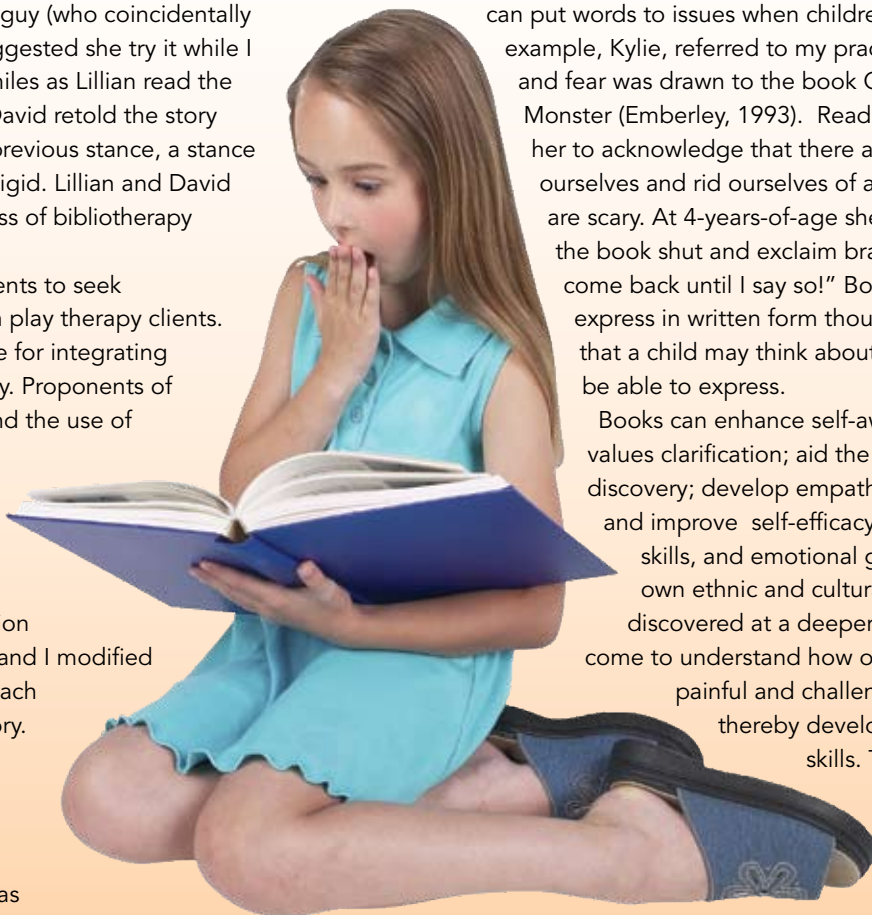 guy (who coincidentally
ggested she try it while I
niles as Lillian read the
David retold the story
previous stance, a stance
igid. Lillian and David
ss of bibliotherapy
ents to seek
play therapy clients.
e for integrating
y. Proponents of
nd the use of
ion
and I modified
ach
ory.
as
can put words to issues when childre
example, Kylie, referred to my prac
and fear was drawn to the book
Monster (Emberley, 1993). Read
her to acknowledge that there a
ourselves and rid ourselves of a
are scary. At 4-years-of-age she
the book shut and exclaim bra
come back until I say so!” Bo
express in written form thou
that a child may think about
be able to express.
Books can enhance self-aw
values clarification; aid the
discovery; develop empath
and improve self-efficacy
skills, and emotional g
own ethnic and cultur
discovered at a deeper
come to understand how o
painful and challen
thereby develo
skills. T